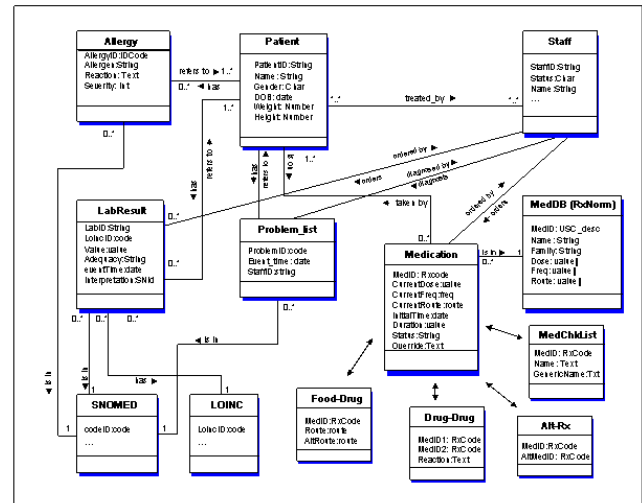 Allergy
AllergyID:IDCode
Allergen:String
Reaction: Text
Severity: Int
Patient
PatientID:String
Name: String
Gender: Char
DOB: date
Weight: Number
Height: Number
Staff
StaffID:String
Status:Char
Name:String
...
refers to ► 1..*
0..* ◄ has
1..*
1..*
treated_by ►
1..*
0..*
◄ has
refers to ►
◄ has
refers to ►
1..*
ordered by ►
◄ orders
diagnosed by ►
◄ diagnosis
ordered by ►
◄ orders
◄ taken by
LabResult
LabID:String
LoincID:code
Value:value
Adequacy:String
eventTime:date
Interpretation:SNid
0..*
0..*
Problem_list
ProblemID:code
Event_time: date
StaffID:string
0..*
0..*
Medication
MedID: Rxcode
CurrentDose:value
CurrentFreq:freq
CurrentRoute:route
InitialTime:date
Duration:value
Status:String
Override:Text
0..*
is in ►
1
MedDB (RxNorm)
MedID: USC_desc
Name: String
Family:String
Dose: value
Freq: value
Route: value
0..*
0..*
0..*
◄ is in
◄ is in
◄ is in
has ►
1
1
1
1
SNOMED
codeID:code
...
LOINC
LoincID:code
...
MedChkList
MedID: RxCode
Name: Text
GenericName:Txt
Food-Drug
MedID:RxCode
Route:route
AltRoute:route
Drug-Drug
MedID1: RxCode
MedID2: RxCode
Reaction:Text
Alt-Rx
MedID:RxCode
AltMedID: RxCode